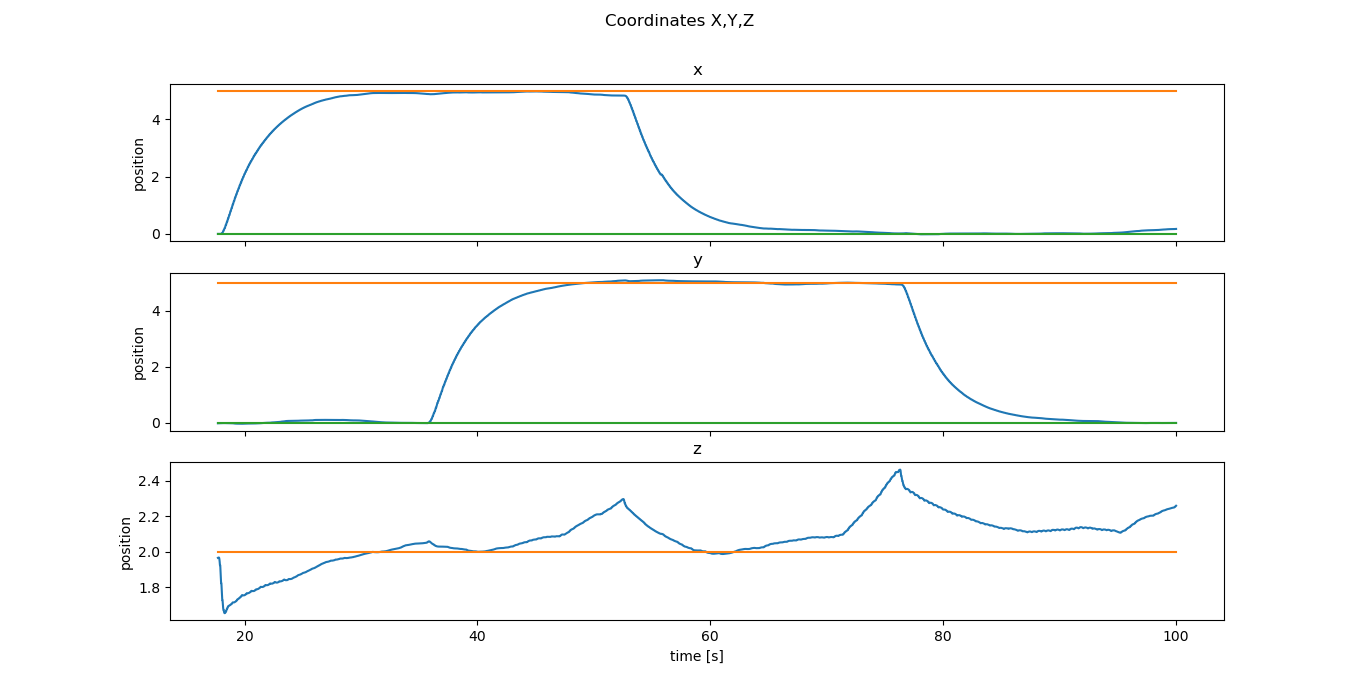 Coordinates X,Y,Z
x
position
4
2
0
y
position
4
2
0
z
position
2.4
2.2
2.0
1.8
20 40 60 80 100
time [s]